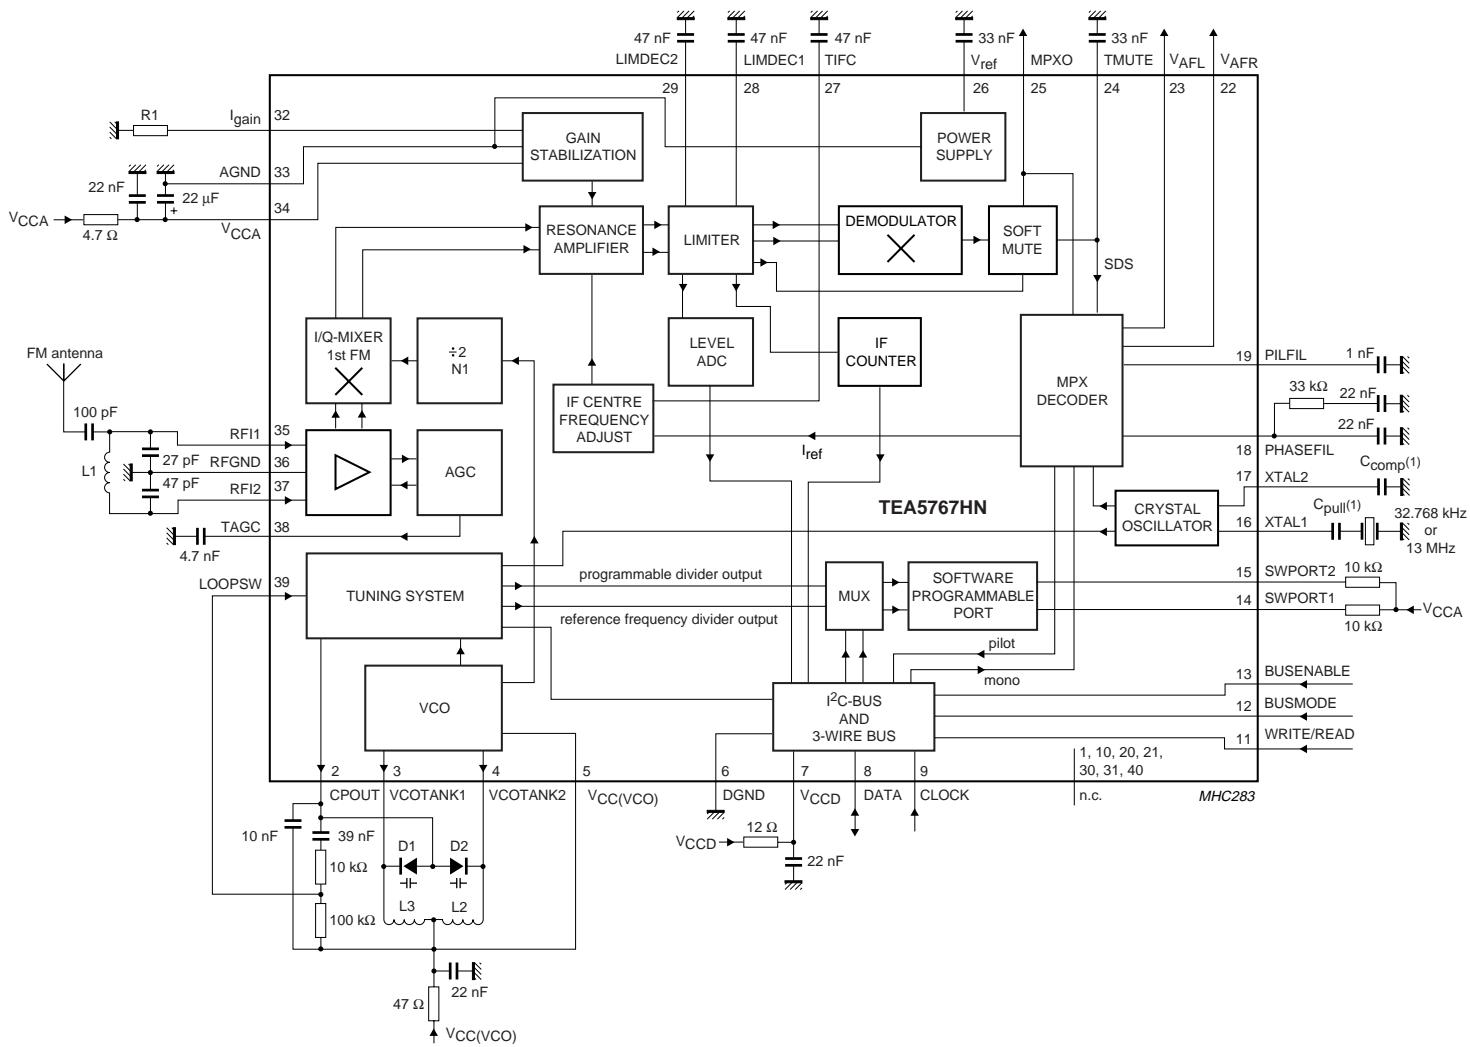 47 nF
47 nF
47 nF
33 nF
33 nF
LIMDEC2
LIMDEC1
TIFC
Vref
MPXO
TMUTE
VAFL
VAFR
29
28
27
26
25
24
23
22
R1
Igain
32
GAIN
STABILIZATION
POWER
SUPPLY
AGND
33
22 nF
22 μF
+
34
VCCA
4.7 Ω
VCCA
RESONANCE
AMPLIFIER
LIMITER
DEMODULATOR
SOFT
MUTE
SDS
I/Q-MIXER
1st FM
÷2
N1
LEVEL
ADC
IF
COUNTER
FM antenna
100 pF
IF CENTRE
FREQUENCY
ADJUST
Iref
MPX
DECODER
19
PILFIL
1 nF
33 kΩ
22 nF
22 nF
18
PHASEFIL
35
RFI1
27 pF
RFGND
36
L1
47 pF
RFI2
37
AGC
TAGC
38
4.7 nF
TEA5767HN
CRYSTAL
OSCILLATOR
17
XTAL2
Ccomp(1)
16
XTAL1
Cpull(1)
32.768 kHz
or
13 MHz
LOOPSW
39
TUNING SYSTEM
programmable divider output
reference frequency divider output
MUX
SOFTWARE
PROGRAMMABLE
PORT
15
SWPORT2
10 kΩ
14
SWPORT1
10 kΩ
VCCA
pilot
mono
VCO
I2C-BUS
AND
3-WIRE BUS
13
BUSENABLE
12
BUSMODE
11
WRITE/READ
1, 10, 20, 21,
30, 31, 40
n.c.
MHC283
2
3
4
5
6
7
8
9
CPOUT
VCOTANK1
VCOTANK2
VCC(VCO)
DGND
VCCD
DATA
CLOCK
10 nF
39 nF
D1
D2
10 kΩ
VCCD
12 Ω
22 nF
L3
L2
100 kΩ
22 nF
47 Ω
VCC(VCO)